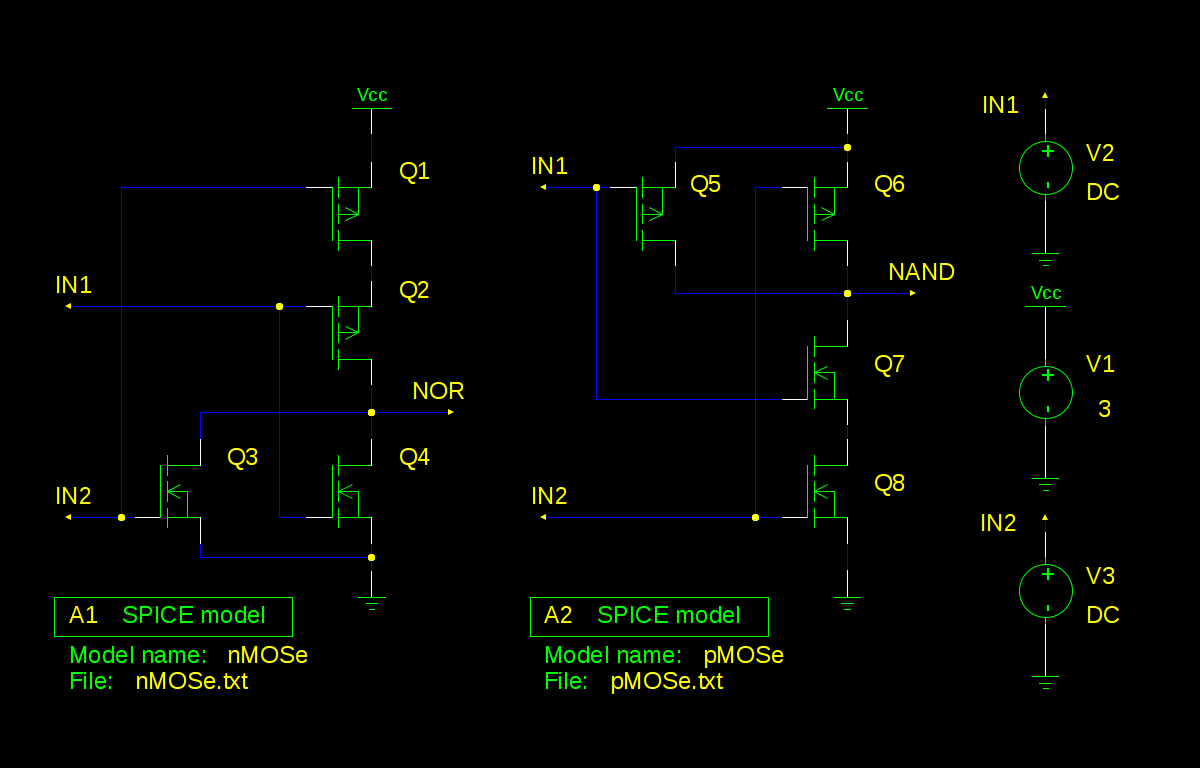 Vcc
Q1
IN1
Q2
NOR
Q3
Q4
IN2
A1 SPICE model
Model name: nMOSe
File: nMOSe.txt
Vcc
IN1
Q5
Q6
NAND
Q7
IN2
Q8
A2 SPICE model
Model name: pMOSe
File: pMOSe.txt
IN1
V2
DC
Vcc
V1
3
IN2
V3
DC